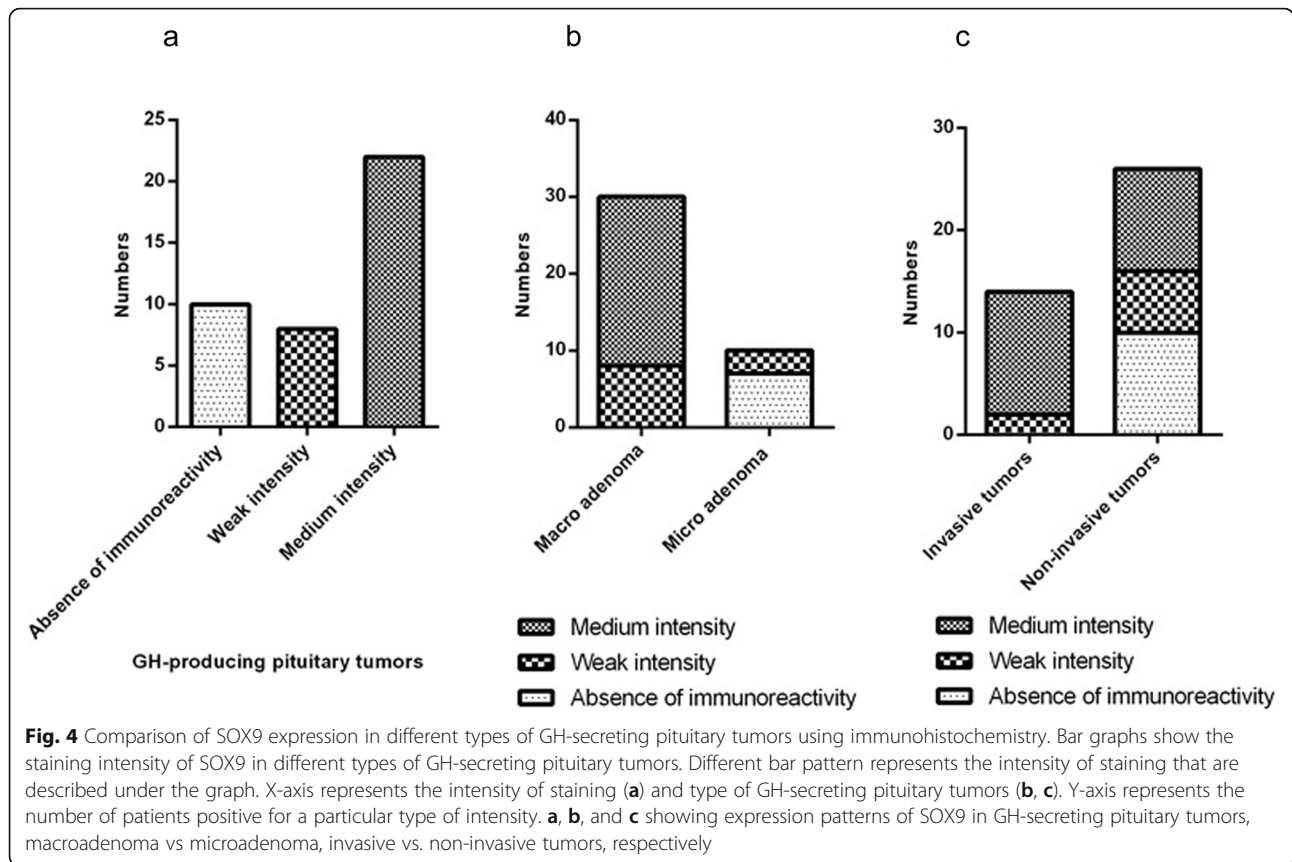 a
b
c
25
20
15
10
5
0
Numbers
Absence of immunoreactivity
Weak intensity
Medium intensity
GH-producing pituitary tumors
40
30
20
10
0
Numbers
Macro adenoma
Micro adenoma
Medium intensity
Weak intensity
Absence of immunoreactivity
30
20
10
0
Numbers
Invasive tumors
Non-invasive tumors
Medium intensity
Weak intensity
Absence of immunoreactivity
Fig. 4 Comparison of SOX9 expression in different types of GH-secreting pituitary tumors using immunohistochemistry. Bar graphs show the
staining intensity of SOX9 in different types of GH-secreting pituitary tumors. Different bar pattern represents the intensity of staining that are
described under the graph. X-axis represents the intensity of staining (a) and type of GH-secreting pituitary tumors (b, c). Y-axis represents the
number of patients positive for a particular type of intensity. a, b, and c showing expression patterns of SOX9 in GH-secreting pituitary tumors,
macroadenoma vs microadenoma, invasive vs. non-invasive tumors, respectively